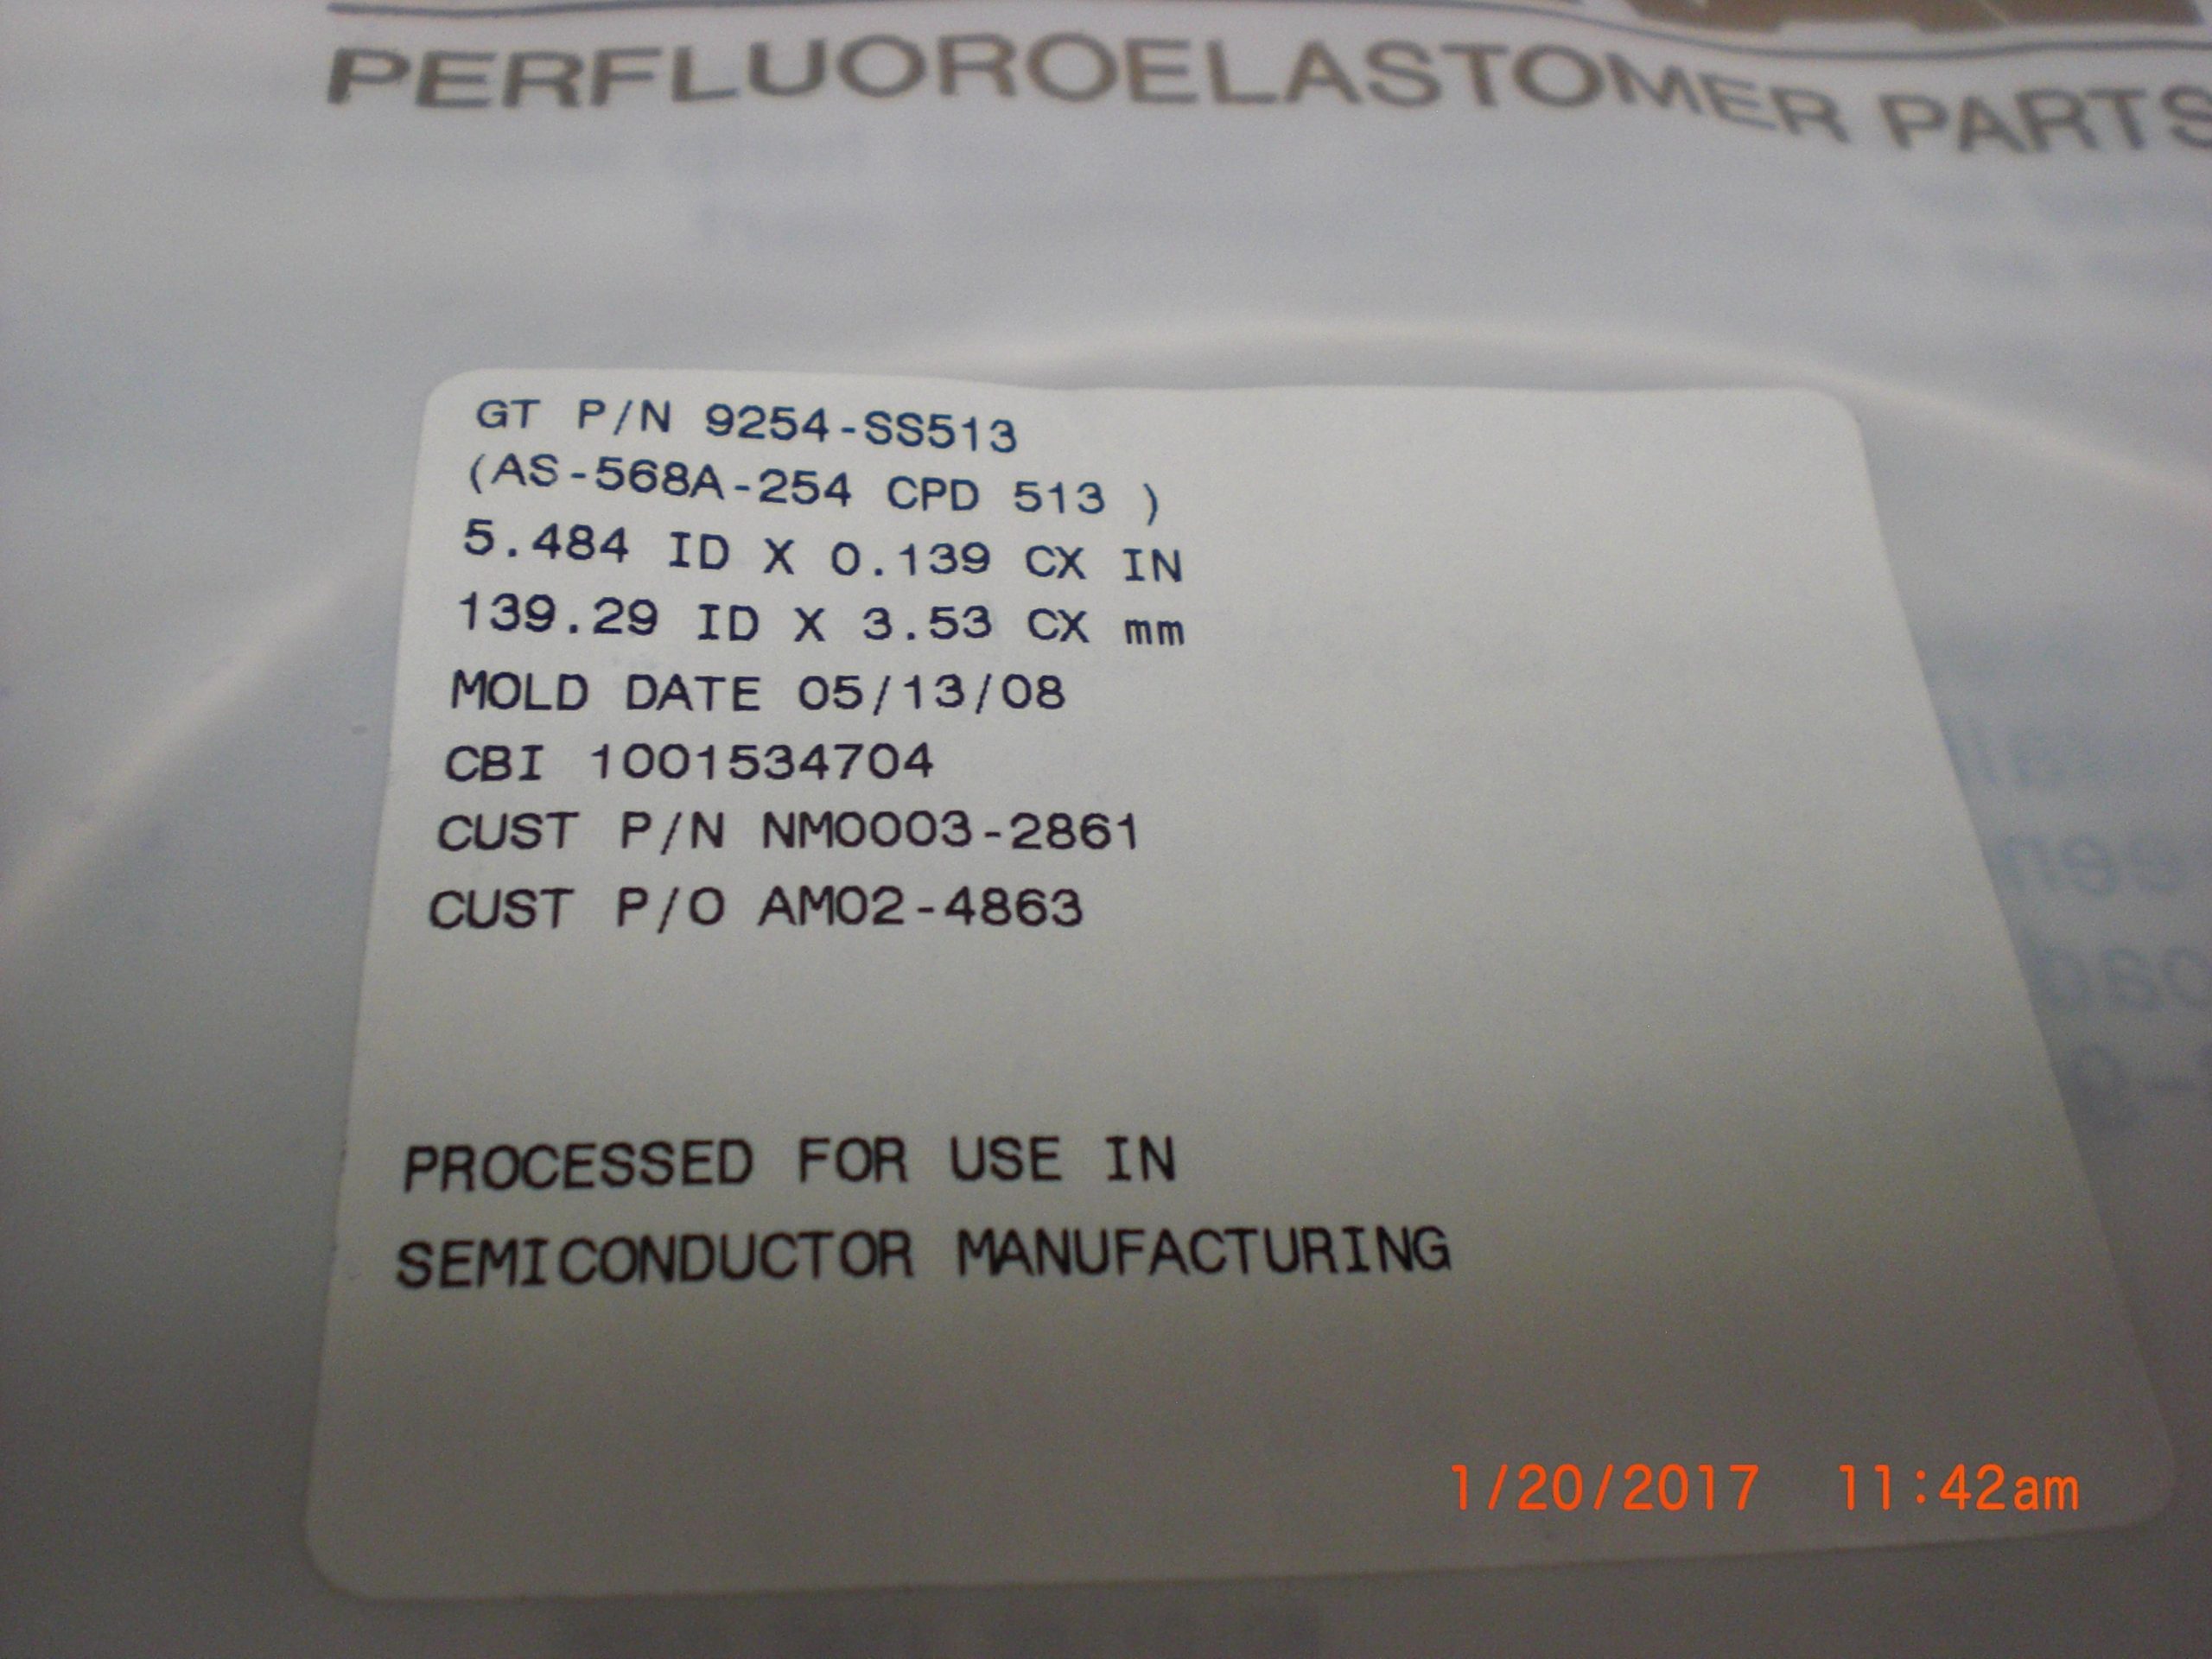 PERFLUOROELASTOMER PARTS
GT P/N 9254-SS513
(AS-568A-254 CPD 513 )
5.484 ID X 0.139 CX IN
139.29 ID X 3.53 CX mm
MOLD DATE 05/13/08
CBI 1001534704
CUST P/N NM0003-2861
CUST P/O AM02-4863
PROCESSED FOR USE IN
SEMICONDUCTOR MANUFACTURING
1/20/2017 11:42am